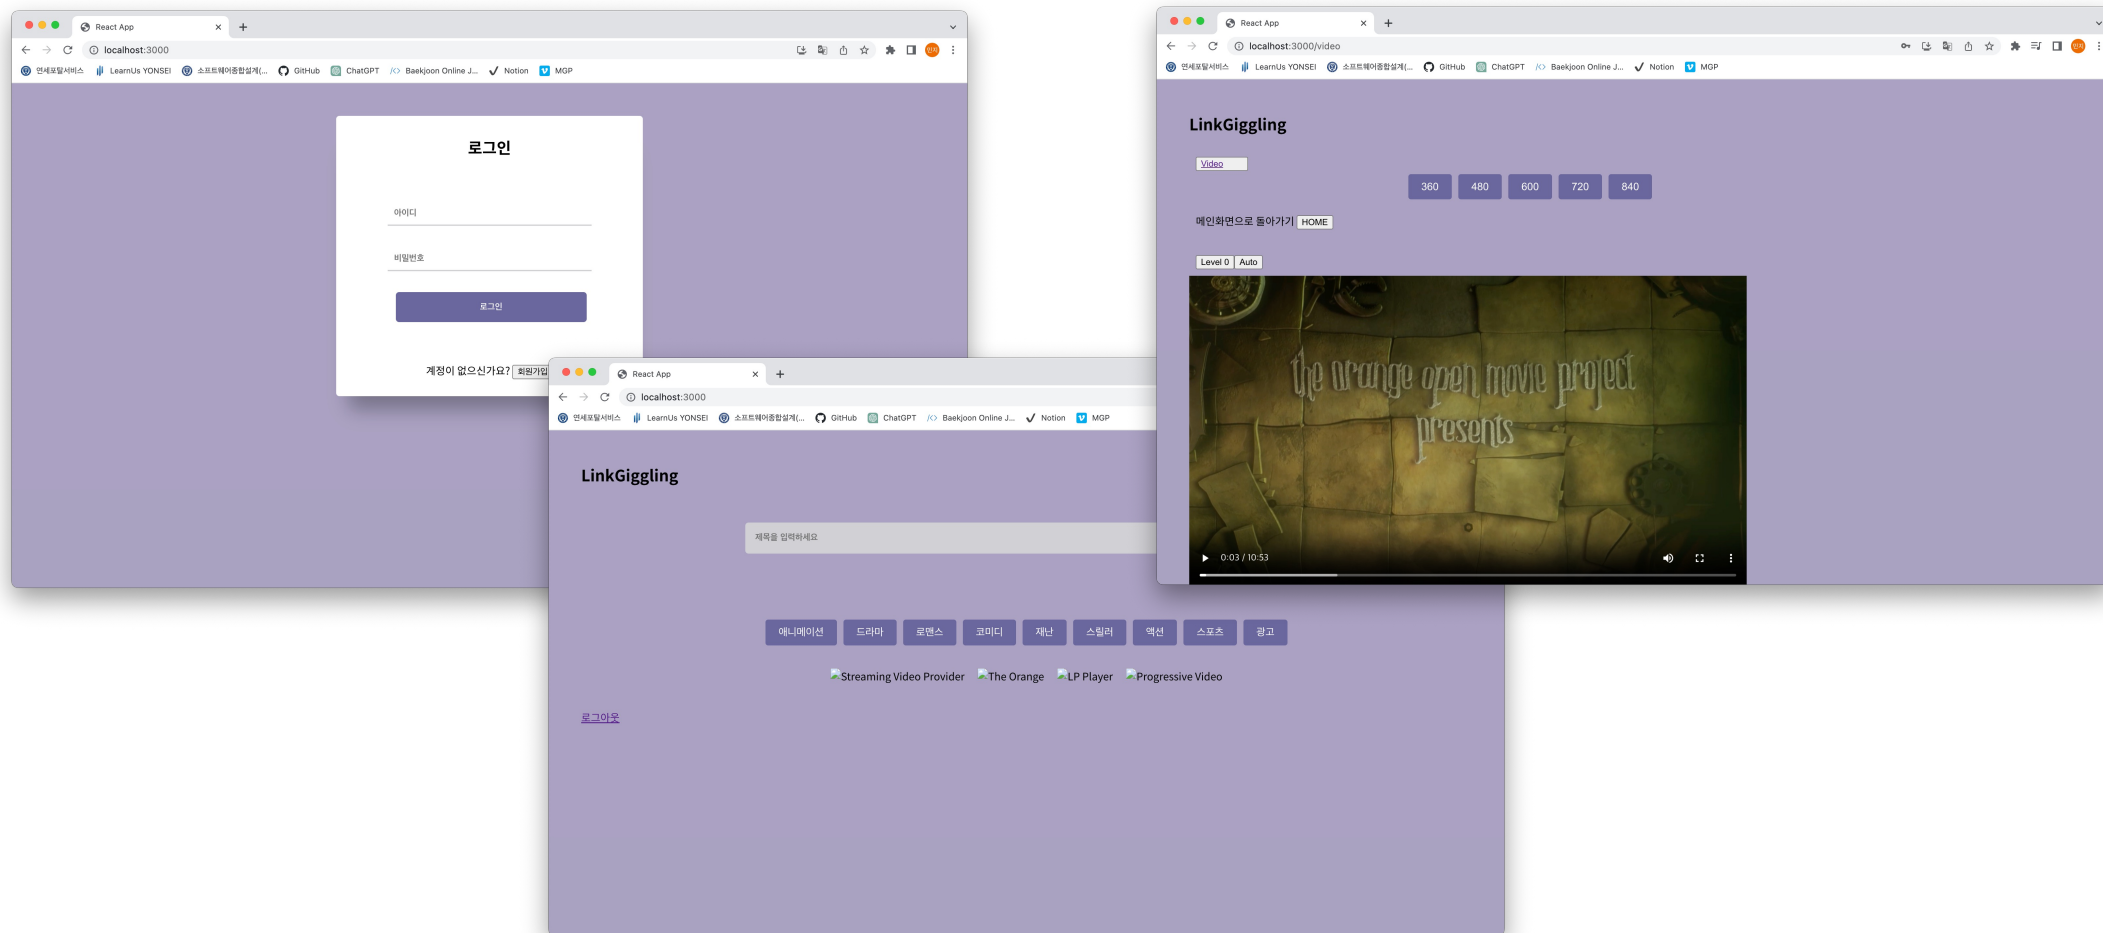 React App
localhost:3000
연세포탈서비스 LearnUs YONSEI 소프트웨어종합설계(... GitHub ChatGPT Baekjoon Online J... Notion MGP
로그인
아이디
비밀번호
로그인
계정이 없으신가요? 회원가입
React App
localhost:3000
연세포탈서비스 LearnUs YONSEI 소프트웨어종합설계(... GitHub ChatGPT Baekjoon Online J... Notion MGP
LinkGiggling
제목을 입력하세요
애니메이션 드라마 로맨스 코미디 재난 스릴러 액션 스포츠 광고
Streaming Video Provider The Orange LP Player Progressive Video
로그아웃
React App
localhost:3000/video
연세포탈서비스 LearnUs YONSEI 소프트웨어종합설계(... GitHub ChatGPT Baekjoon Online J... Notion MGP
LinkGiggling
Video
360 480 600 720 840
메인화면으로 돌아가기 HOME
Level 0 Auto
the orange open movie project
presents
0:03 / 10:53